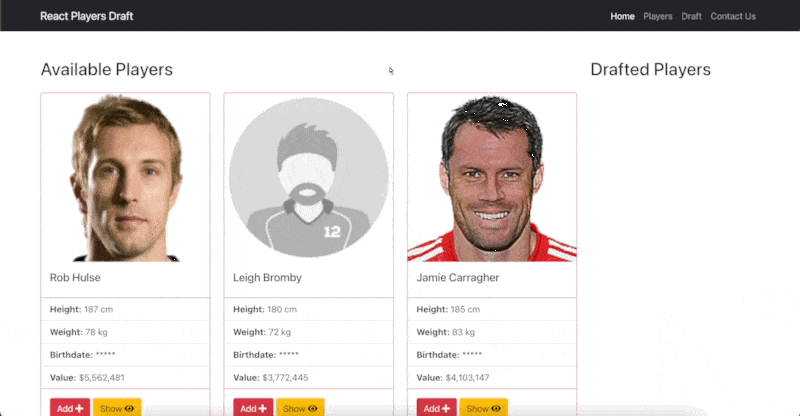 React Players Draft
Home Players Draft Contact Us
Available Players
Drafted Players
12
Rob Hulse
Height: 187 cm
Weight: 78 kg
Birthdate: *****
Value: $5,562,481
Add Show
Leigh Bromby
Height: 180 cm
Weight: 72 kg
Birthdate: *****
Value: $3,772,445
Add Show
Jamie Carragher
Height: 185 cm
Weight: 83 kg
Birthdate: *****
Value: $4,103,147
Add Show